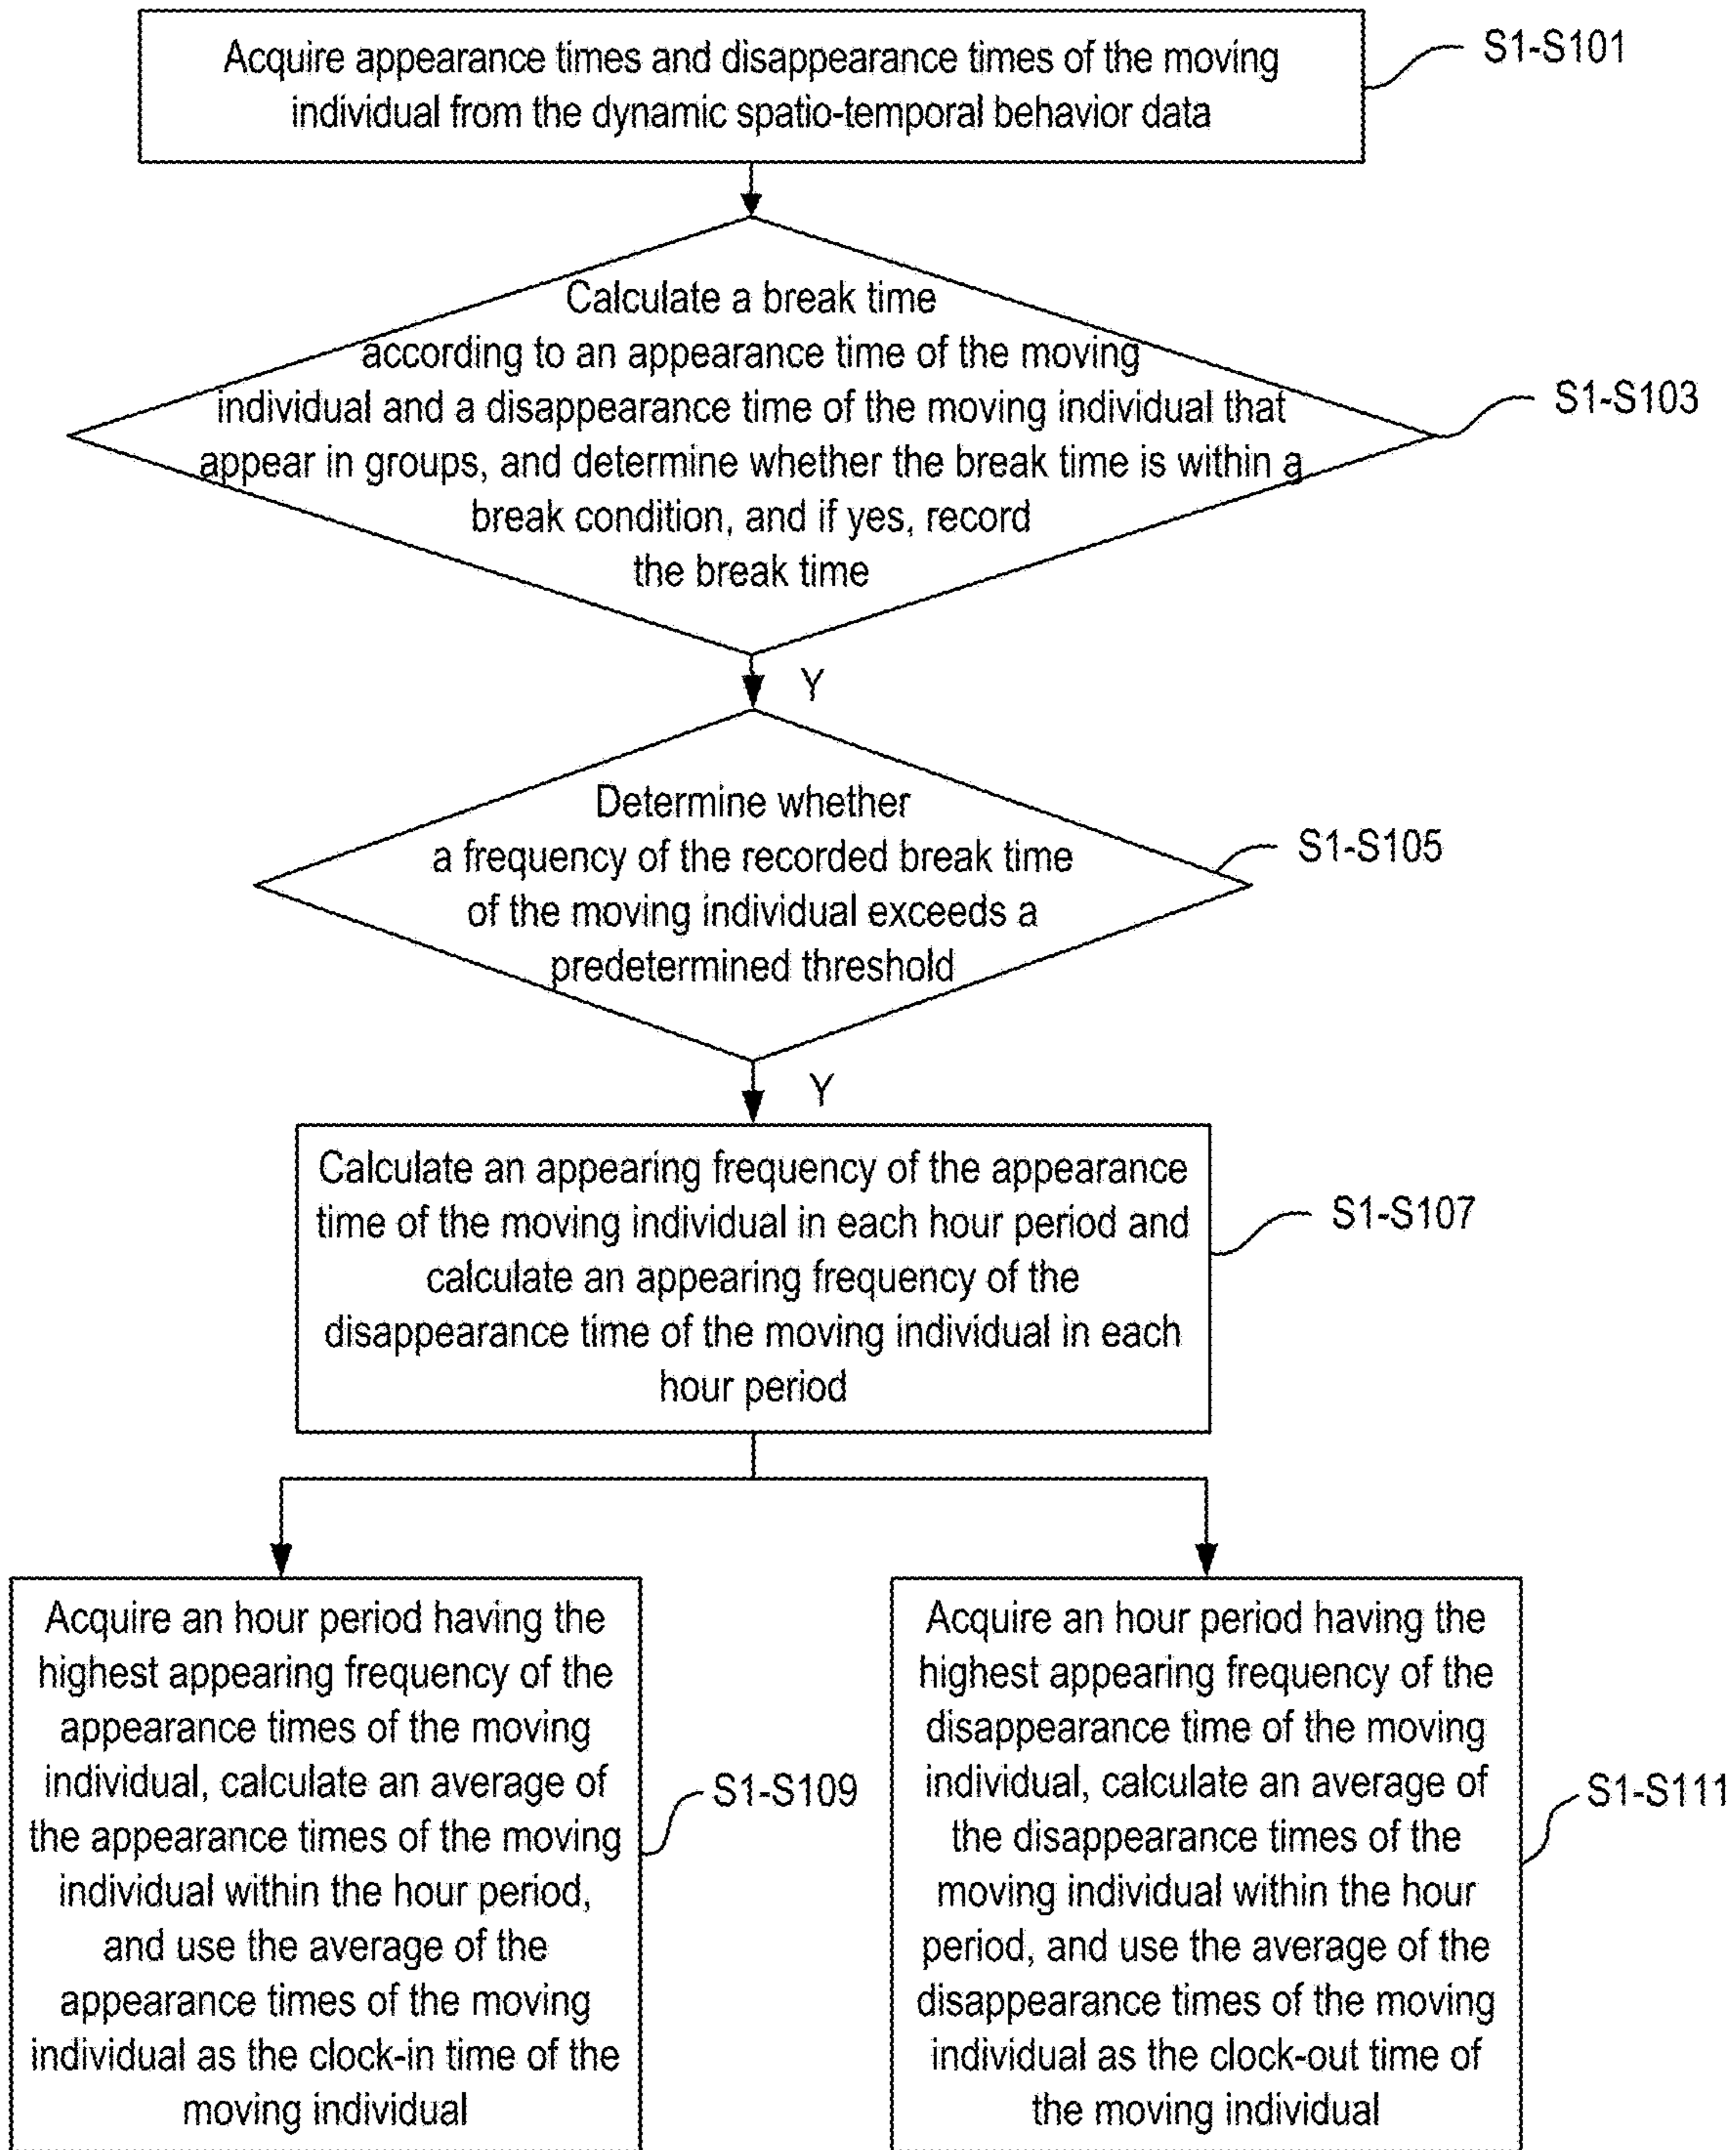 Acquire appearance times and disappearance times of the moving
individual from the dynamic spatio-temporal behavior data
S1-S101
Calculate a break time
according to an appearance time of the moving
individual and a disappearance time of the moving individual that
appear in groups, and determine whether the break time is within a
break condition, and if yes, record
the break time
S1-S103
Y
Determine whether
a frequency of the recorded break time
of the moving individual exceeds a
predetermined threshold
S1-S105
Y
Calculate an appearing frequency of the appearance
time of the moving individual in each hour period and
calculate an appearing frequency of the
disappearance time of the moving individual in each
hour period
S1-S107
Acquire an hour period having the
highest appearing frequency of the
appearance times of the moving
individual, calculate an average of
the appearance times of the moving
individual within the hour period,
and use the average of the
appearance times of the moving
individual as the clock-in time of the
moving individual
S1-S109
Acquire an hour period having the
highest appearing frequency of the
disappearance time of the moving
individual, calculate an average of
the disappearance times of the
moving individual within the hour
period, and use the average of the
disappearance times of the moving
individual as the clock-out time of
the moving individual
S1-S111